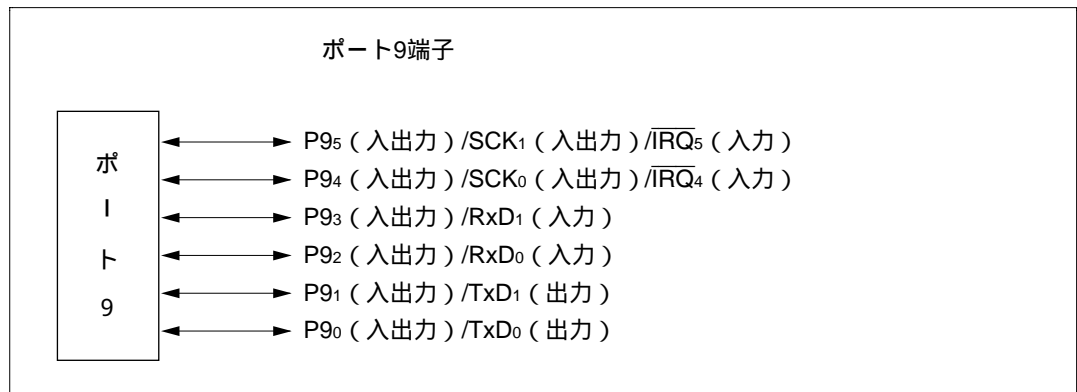 ポート9端子
ポート9
P9₅(入出力)/SCK₁(入出力)/I̅R̅Q̅₅(入力)
P9₄(入出力)/SCK₀(入出力)/I̅R̅Q̅₄(入力)
P9₃(入出力)/RxD₁(入力)
P9₂(入出力)/RxD₀(入力)
P9₁(入出力)/TxD₁(出力)
P9₀(入出力)/TxD₀(出力)